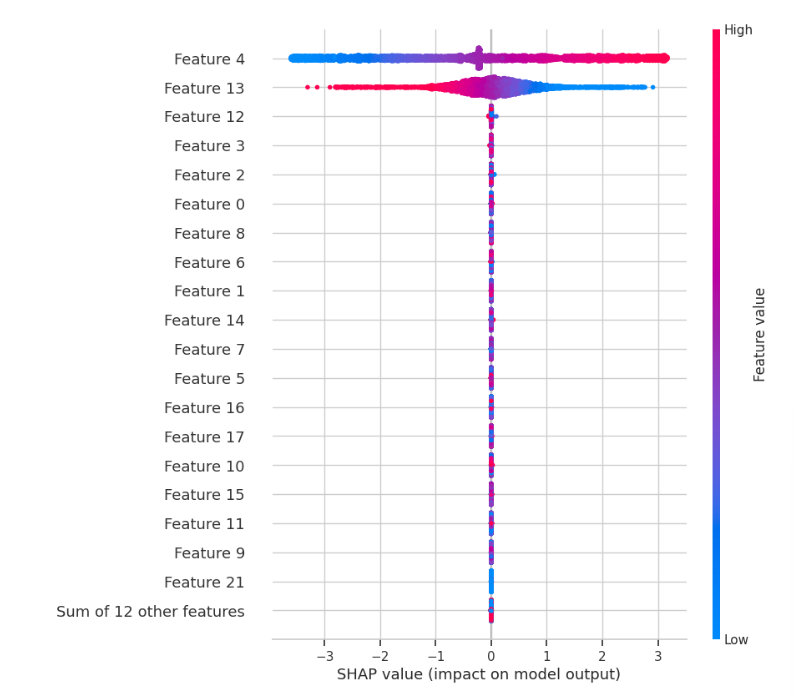 High
Feature 4
Feature 13
Feature 12
Feature 3
Feature 2
Feature 0
Feature 8
Feature 6
Feature 1
Feature 14
Feature 7
Feature 5
Feature 16
Feature 17
Feature 10
Feature 15
Feature 11
Feature 9
Feature 21
Sum of 12 other features
Feature value
Low
−3 −2 −1 0 1 2 3
SHAP value (impact on model output)